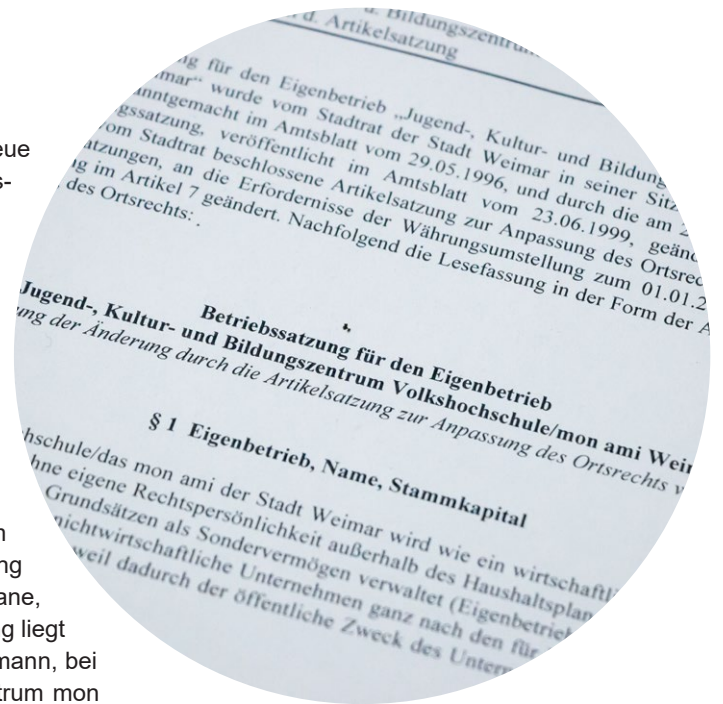 eue
s-
n
ng
ane,
g liegt
mann, bei
trum mon
d. Bildungszentrum
d. Artikelsatzung
ng für den Eigenbetrieb „Jugend-, Kultur- und Bildung
mar“ wurde vom Stadtrat der Stadt Weimar in seiner Sitz
anntgemacht im Amtsblatt vom 29.05.1996, und durch die am 2
gssatzung, veröffentlicht im Amtsblatt vom 23.06.1999, geänd
om Stadtrat beschlossene Artikelsatzung zur Anpassung des Ortsrec
atzungen, an die Erfordernisse der Währungsumstellung zum 01.01.2
g im Artikel 7 geändert. Nachfolgend die Lesefassung in der Form der A
des Ortsrechts:
Betriebssatzung für den Eigenbetrieb
Jugend-, Kultur- und Bildungszentrum Volkshochschule/mon ami Wei
ung der Änderung durch die Artikelsatzung zur Anpassung des Ortsrechts v
§ 1 Eigenbetrieb, Name, Stammkapital
hschule/das mon ami der Stadt Weimar wird wie ein wirtschaftl
hne eigene Rechtspersönlichkeit außerhalb des Haushaltsplan
Grundsätzen als Sondervermögen verwaltet (Eigenbetrieb
nichtwirtschaftliche Unternehmen ganz nach den für
weil dadurch der öffentliche Zweck des Untern